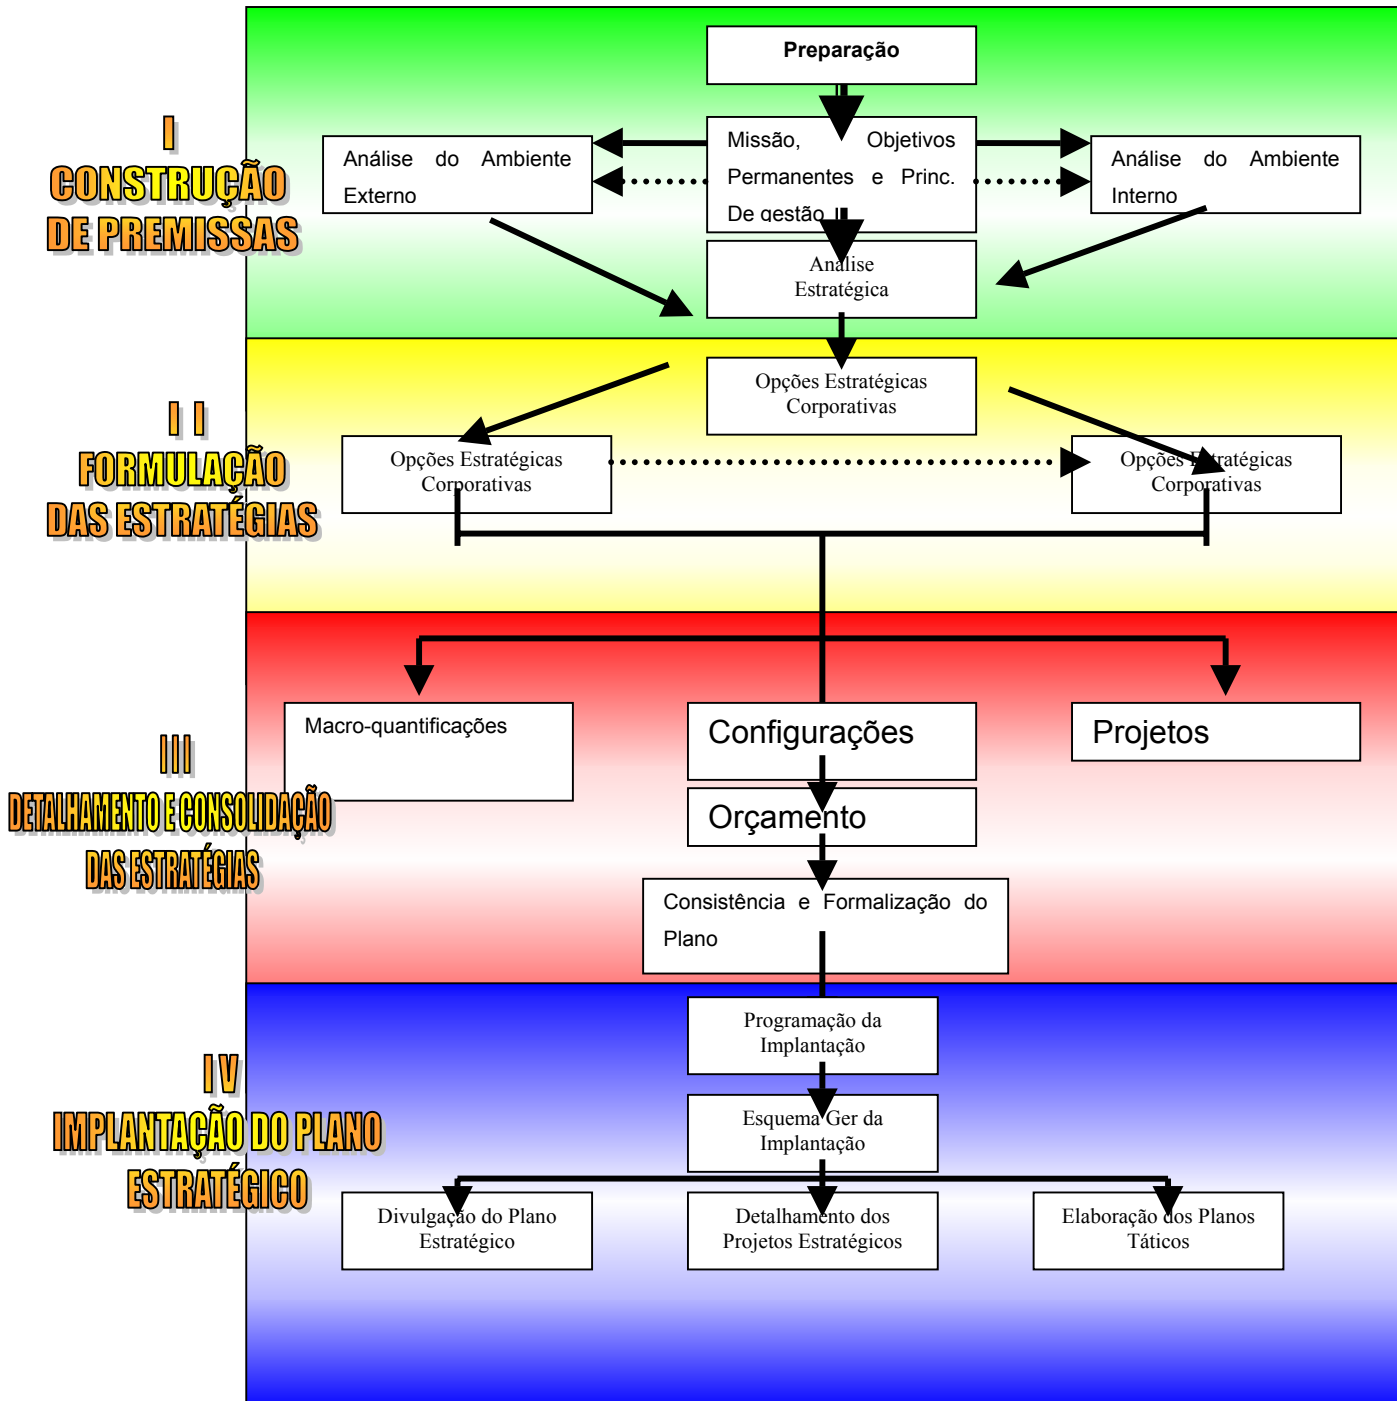 Preparação
I
CONSTRUÇÃO
DE PREMISSAS
Análise do Ambiente
Externo
Missão, Objetivos
Permanentes e Princ.
De gestão
Análise do Ambiente
Interno
Análise
Estratégica
I I
FORMULAÇÃO
DAS ESTRATÉGIAS
Opções Estratégicas
Corporativas
Opções Estratégicas
Corporativas
Opções Estratégicas
Corporativas
III
DETALHAMENTO E CONSOLIDAÇÃO
DAS ESTRATÉGIAS
Macro-quantificações
Configurações
Projetos
Orçamento
Consistência e Formalização do
Plano
I V
IMPLANTAÇÃO DO PLANO
ESTRATÉGICO
Programação da
Implantação
Esquema Ger da
Implantação
Divulgação do Plano
Estratégico
Detalhamento dos
Projetos Estratégicos
Elaboração dos Planos
Táticos